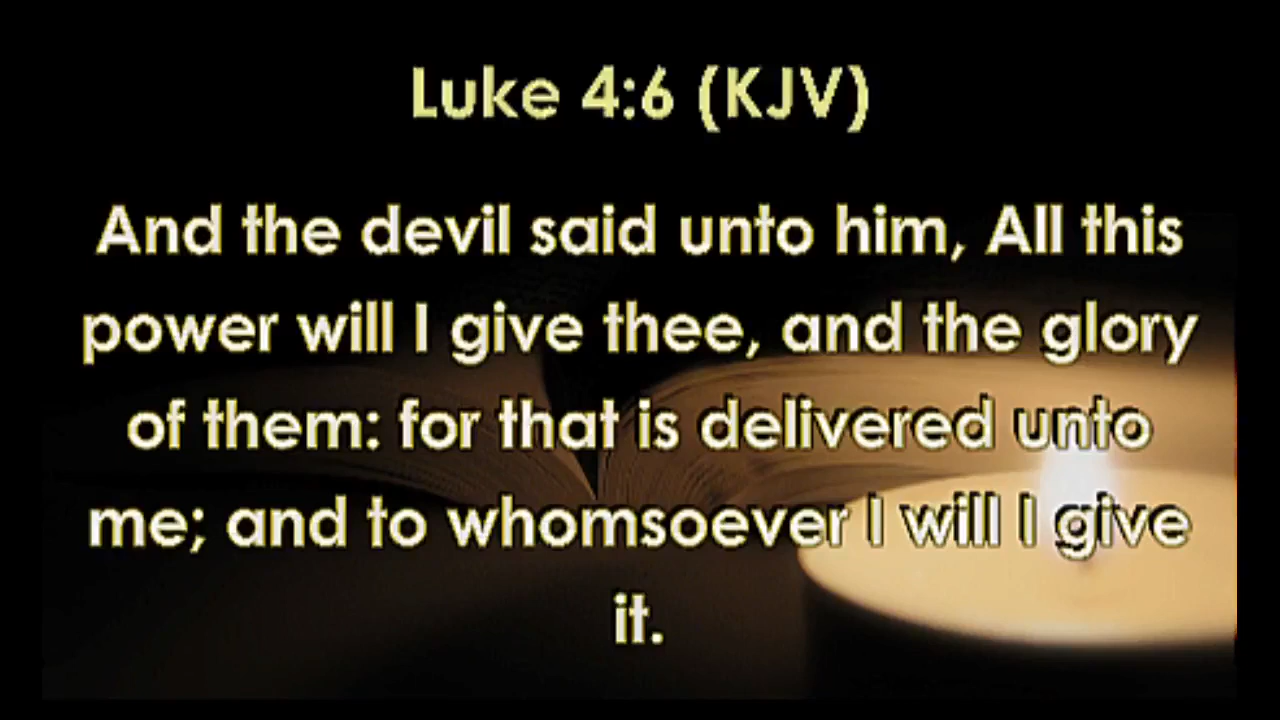 Luke 4:6 (KJV)
And the devil said unto him, All this
power will I give thee, and the glory
of them: for that is delivered unto
me; and to whomsoever I will I give
it.